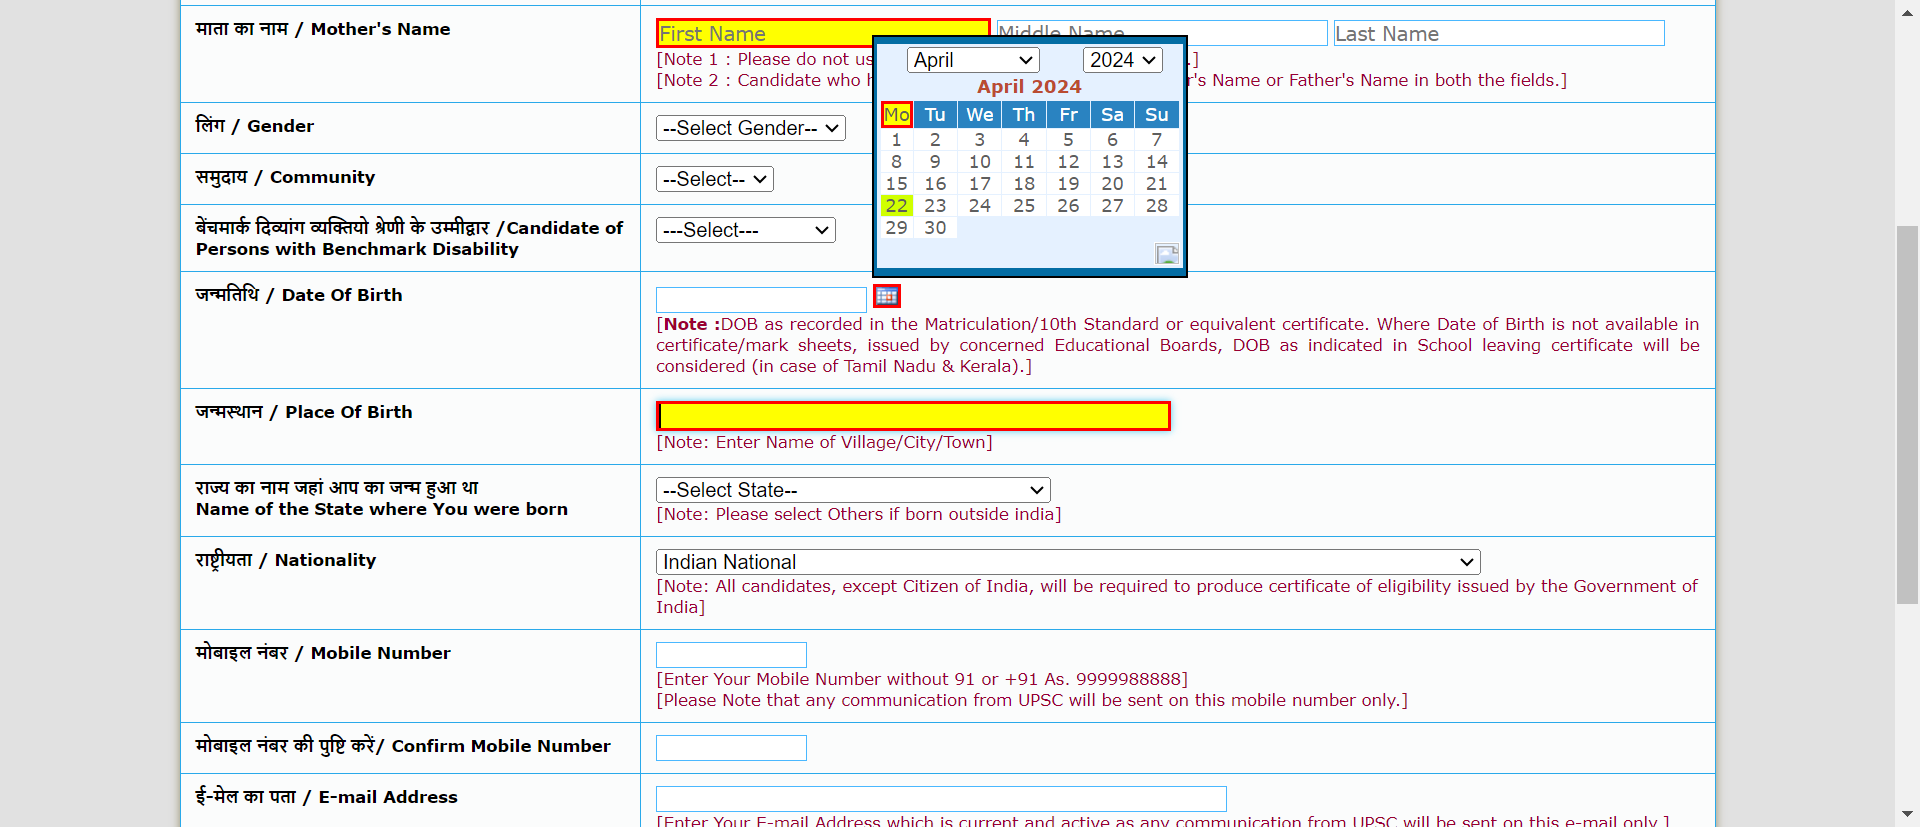 माता का नाम / Mother's Name
First Name
Middle Name
Last Name
[Note 1 : Please do not us
.]
[Note 2 : Candidate who h
r's Name or Father's Name in both the fields.]
April
2024
April 2024
Mo Tu We Th Fr Sa Su
1 2 3 4 5 6 7
8 9 10 11 12 13 14
15 16 17 18 19 20 21
22 23 24 25 26 27 28
29 30
लिंग / Gender
--Select Gender--
समुदाय / Community
--Select--
बेंचमार्क दिव्यांग व्यक्तियो श्रेणी के उम्मीद्वार /Candidate of
Persons with Benchmark Disability
---Select---
जन्मतिथि / Date Of Birth
[Note :DOB as recorded in the Matriculation/10th Standard or equivalent certificate. Where Date of Birth is not available in
certificate/mark sheets, issued by concerned Educational Boards, DOB as indicated in School leaving certificate will be
considered (in case of Tamil Nadu & Kerala).]
जन्मस्थान / Place Of Birth
[Note: Enter Name of Village/City/Town]
राज्य का नाम जहां आप का जन्म हुआ था
Name of the State where You were born
--Select State--
[Note: Please select Others if born outside india]
राष्ट्रीयता / Nationality
Indian National
[Note: All candidates, except Citizen of India, will be required to produce certificate of eligibility issued by the Government of
India]
मोबाइल नंबर / Mobile Number
[Enter Your Mobile Number without 91 or +91 As. 9999988888]
[Please Note that any communication from UPSC will be sent on this mobile number only.]
मोबाइल नंबर की पुष्टि करें/ Confirm Mobile Number
ई-मेल का पता / E-mail Address
[Enter Your E-mail Address which is current and active as any communication from UPSC will be sent on this e-mail only.]